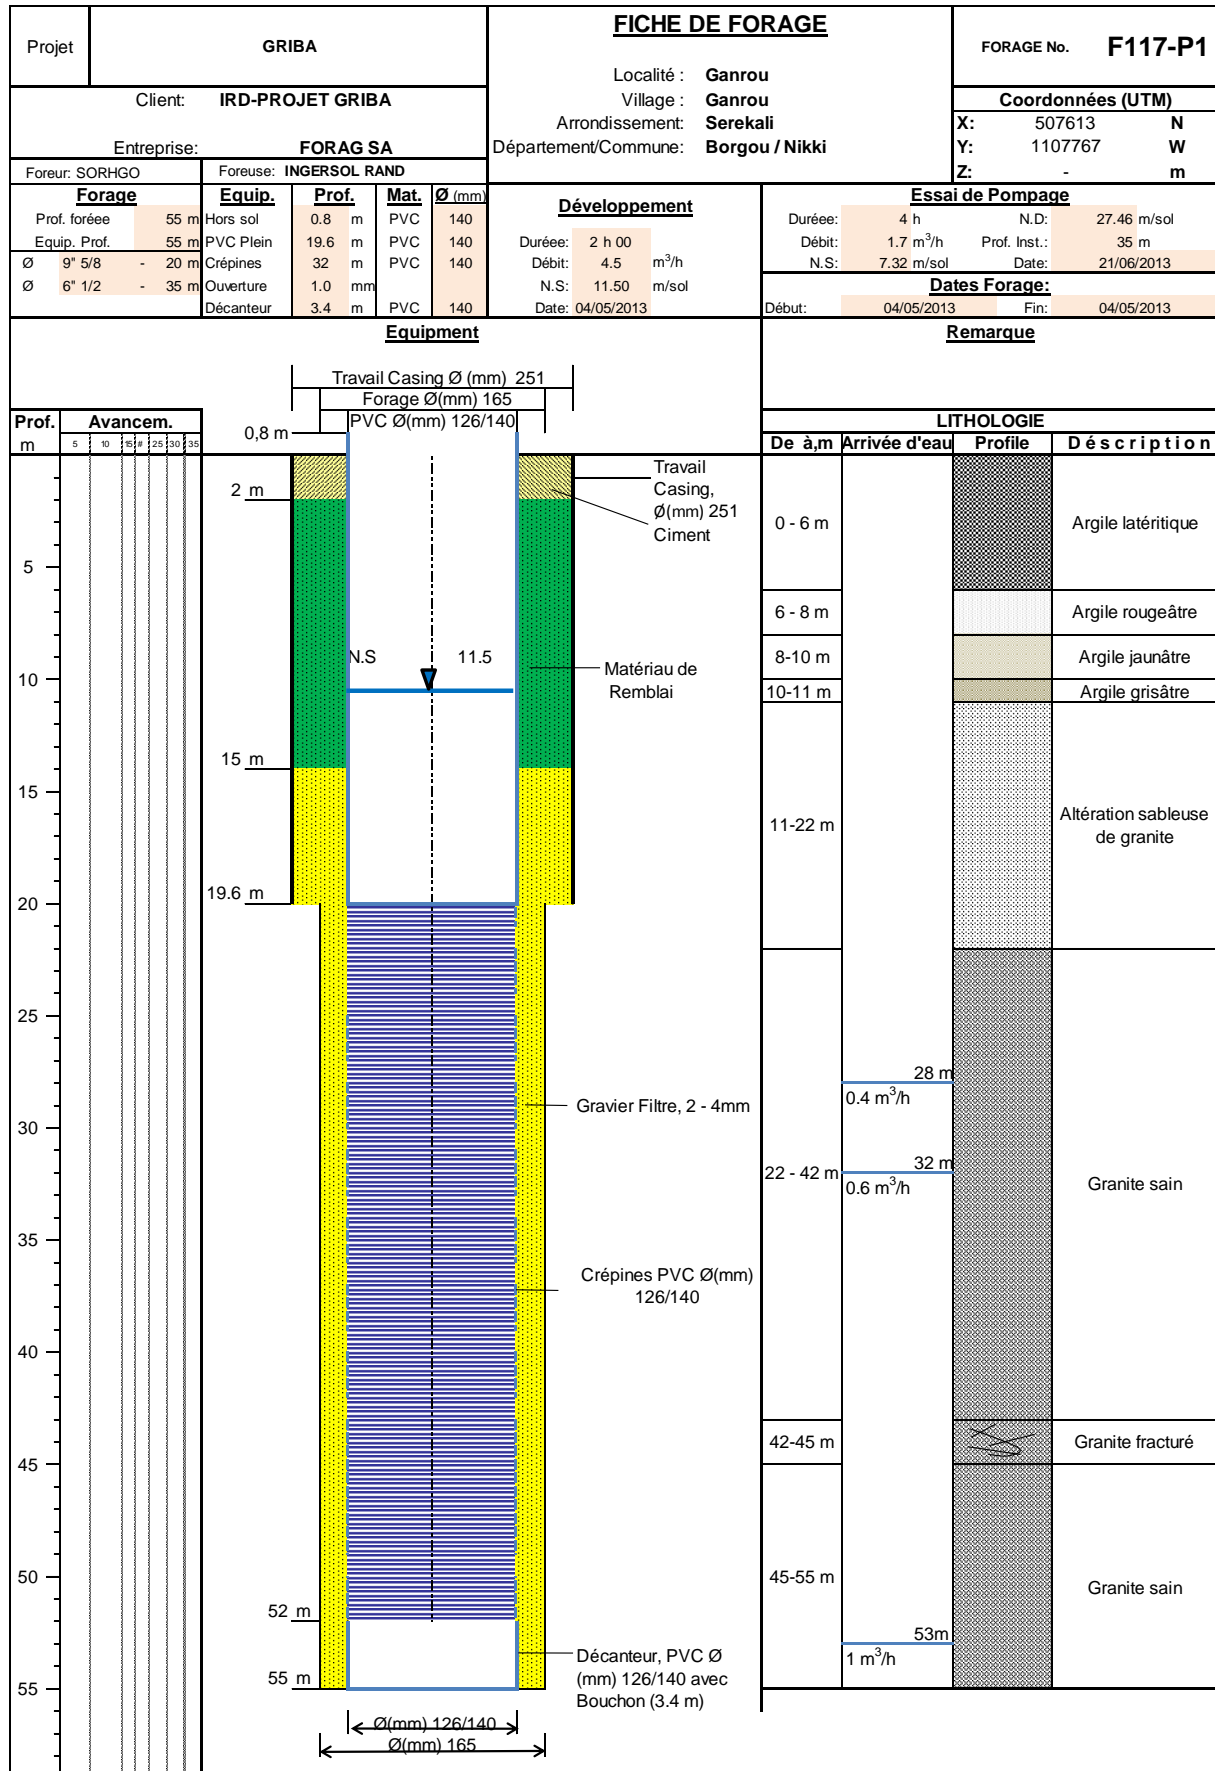 Projet GRIBA
FICHE DE FORAGE
FORAGE No. F117-P1
Localité : Ganrou
Client: IRD-PROJET GRIBA
Village : Ganrou
Coordonnées (UTM)
Arrondissement: Serekali
X: 507613 N
Entreprise: FORAG SA
Département/Commune: Borgou / Nikki
Y: 1107767 W
Foreur: SORHGO
Foreuse: INGERSOL RAND
Z: - m
Forage
Prof. foréee 55 m
Equip. Prof. 55 m
Ø 9" 5/8 - 20 m
Ø 6" 1/2 - 35 m
Equip. Prof. Mat. Ø (mm)
Hors sol 0.8 m PVC 140
PVC Plein 19.6 m PVC 140
Crépines 32 m PVC 140
Ouverture 1.0 mm
Décanteur 3.4 m PVC 140
Développement
Duréee: 2 h 00
Débit: 4.5 m³/h
N.S: 11.50 m/sol
Date: 04/05/2013
Essai de Pompage
Duréee: 4 h N.D: 27.46 m/sol
Débit: 1.7 m³/h Prof. Inst.: 35 m
N.S: 7.32 m/sol Date: 21/06/2013
Dates Forage:
Début: 04/05/2013 Fin: 04/05/2013
Equipment
Remarque
Travail Casing Ø (mm) 251
Forage Ø(mm) 165
PVC Ø(mm) 126/140
0,8 m
Prof. Avancem.
m 5 10 15 # 25 30 35
LITHOLOGIE
De à,m Arrivée d'eau Profile Déscription
Travail
Casing,
Ø(mm) 251
Ciment
2 m
0 - 6 m Argile latéritique
5
6 - 8 m Argile rougeâtre
N.S 11.5
8-10 m Argile jaunâtre
Matériau de
Remblai
10
10-11 m Argile grisâtre
15 m
15
11-22 m Altération sableuse
de granite
19.6 m
20
25
28 m
0.4 m³/h
Gravier Filtre, 2 - 4mm
30
32 m
22 - 42 m Granite sain
0.6 m³/h
35
Crépines PVC Ø(mm)
126/140
40
42-45 m Granite fracturé
45
50
45-55 m Granite sain
52 m
53m
1 m³/h
Décanteur, PVC Ø
(mm) 126/140 avec
Bouchon (3.4 m)
55 m
55
Ø(mm) 126/140
Ø(mm) 165